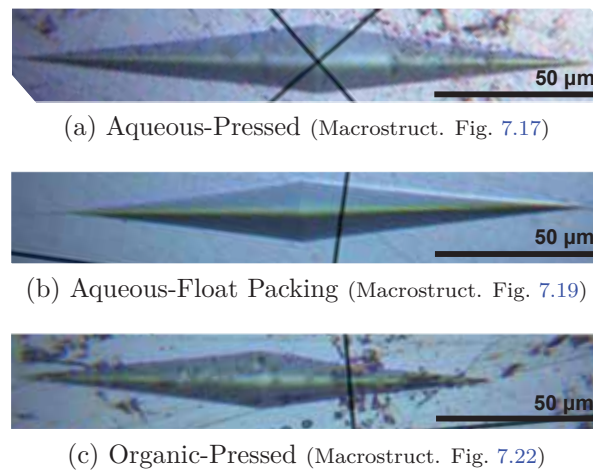 50 µm
(a) Aqueous-Pressed (Macrostruct. Fig. 7.17)
50 µm
(b) Aqueous-Float Packing (Macrostruct. Fig. 7.19)
50 µm
(c) Organic-Pressed (Macrostruct. Fig. 7.22)